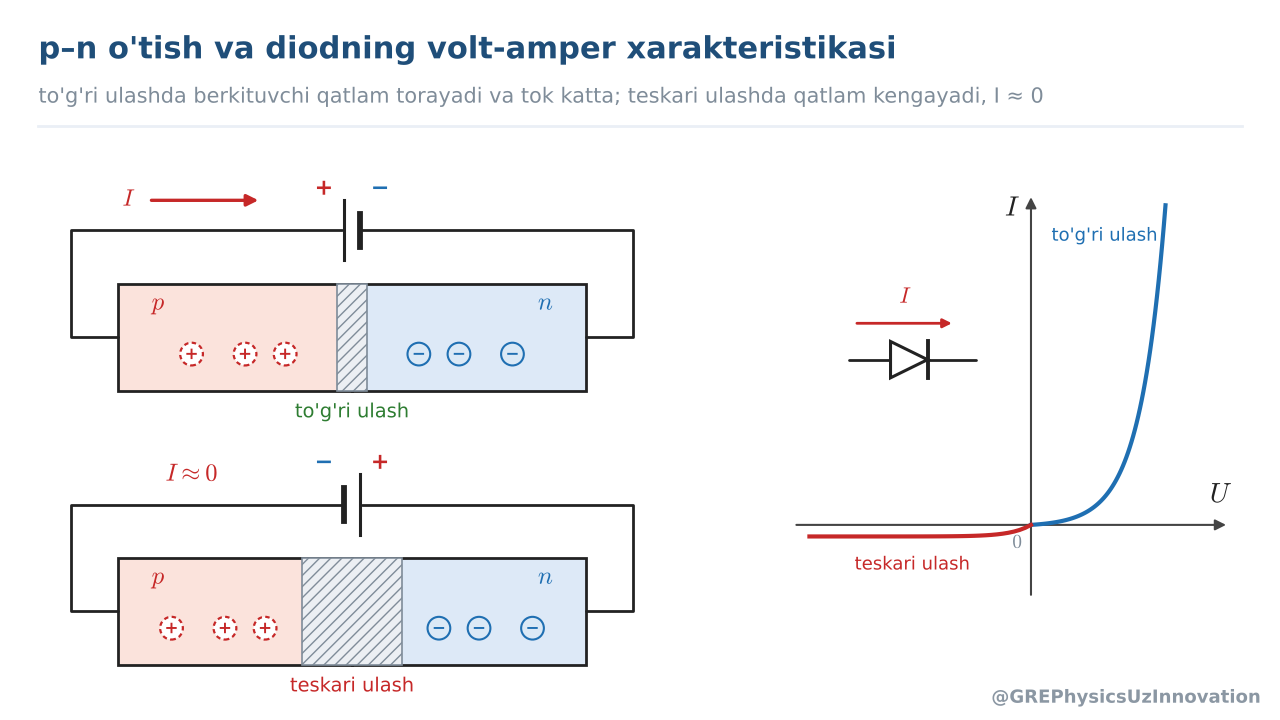 p–n o'tish va diodning volt-amper xarakteristikasi
to'g'ri ulashda berkituvchi qatlam torayadi va tok katta; teskari ulashda qatlam kengayadi, I ≈ 0
I
+ −
p
n
+ + +
− − −
to'g'ri ulash
I ≈ 0
− +
p
n
+ + +
− − −
teskari ulash
I
I
to'g'ri ulash
U
0
teskari ulash
@GREPhysicsUzInnovation